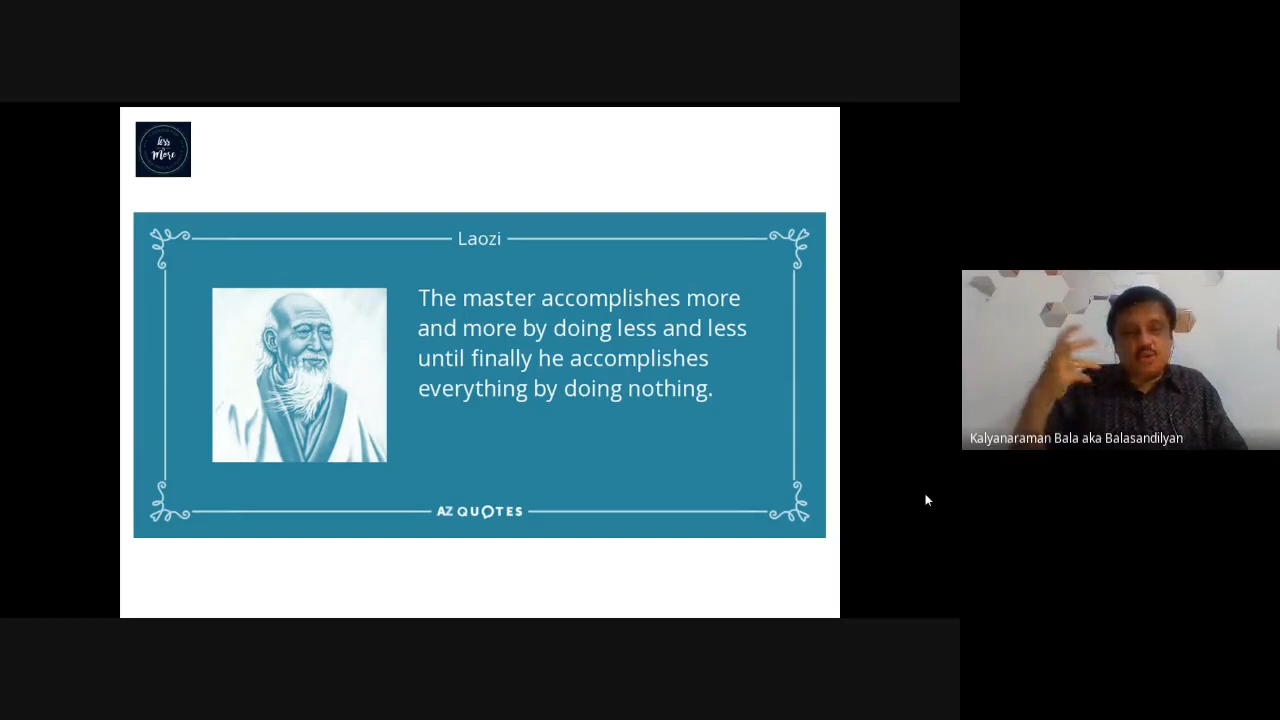 less
More
Laozi
The master accomplishes more
and more by doing less and less
until finally he accomplishes
everything by doing nothing.
AZ QUOTES
Kalyanaraman Bala aka Balasandilyan